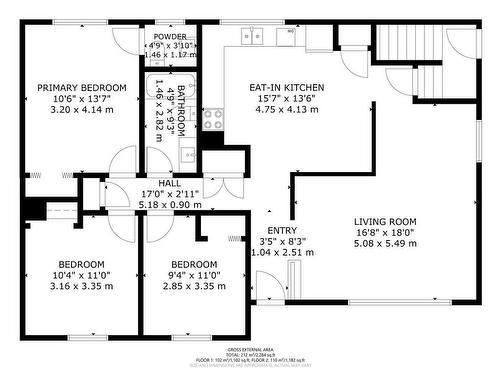 POWDER
4'9" x 3'10"
1.46 x 1.17 m
PRIMARY BEDROOM
10'6" x 13'7"
3.20 x 4.14 m
BATHROOM
4'9" x 9'3"
1.46 x 2.82 m
EAT-IN KITCHEN
15'7" x 13'6"
4.75 x 4.13 m
HALL
17'0" x 2'11"
5.18 x 0.90 m
LIVING ROOM
16'8" x 18'0"
5.08 x 5.49 m
ENTRY
3'5" x 8'3"
1.04 x 2.51 m
BEDROOM
10'4" x 11'0"
3.16 x 3.35 m
BEDROOM
9'4" x 11'0"
2.85 x 3.35 m
GROSS EXTERNAL AREA
TOTAL: 212 m²/2,284 sq.ft
FLOOR 1: 102 m²/1,102 sq.ft, FLOOR 2: 110 m²/1,182 sq.ft
SIZE AND DIMENSIONS ARE APPROXIMATE, ACTUAL MAY VARY